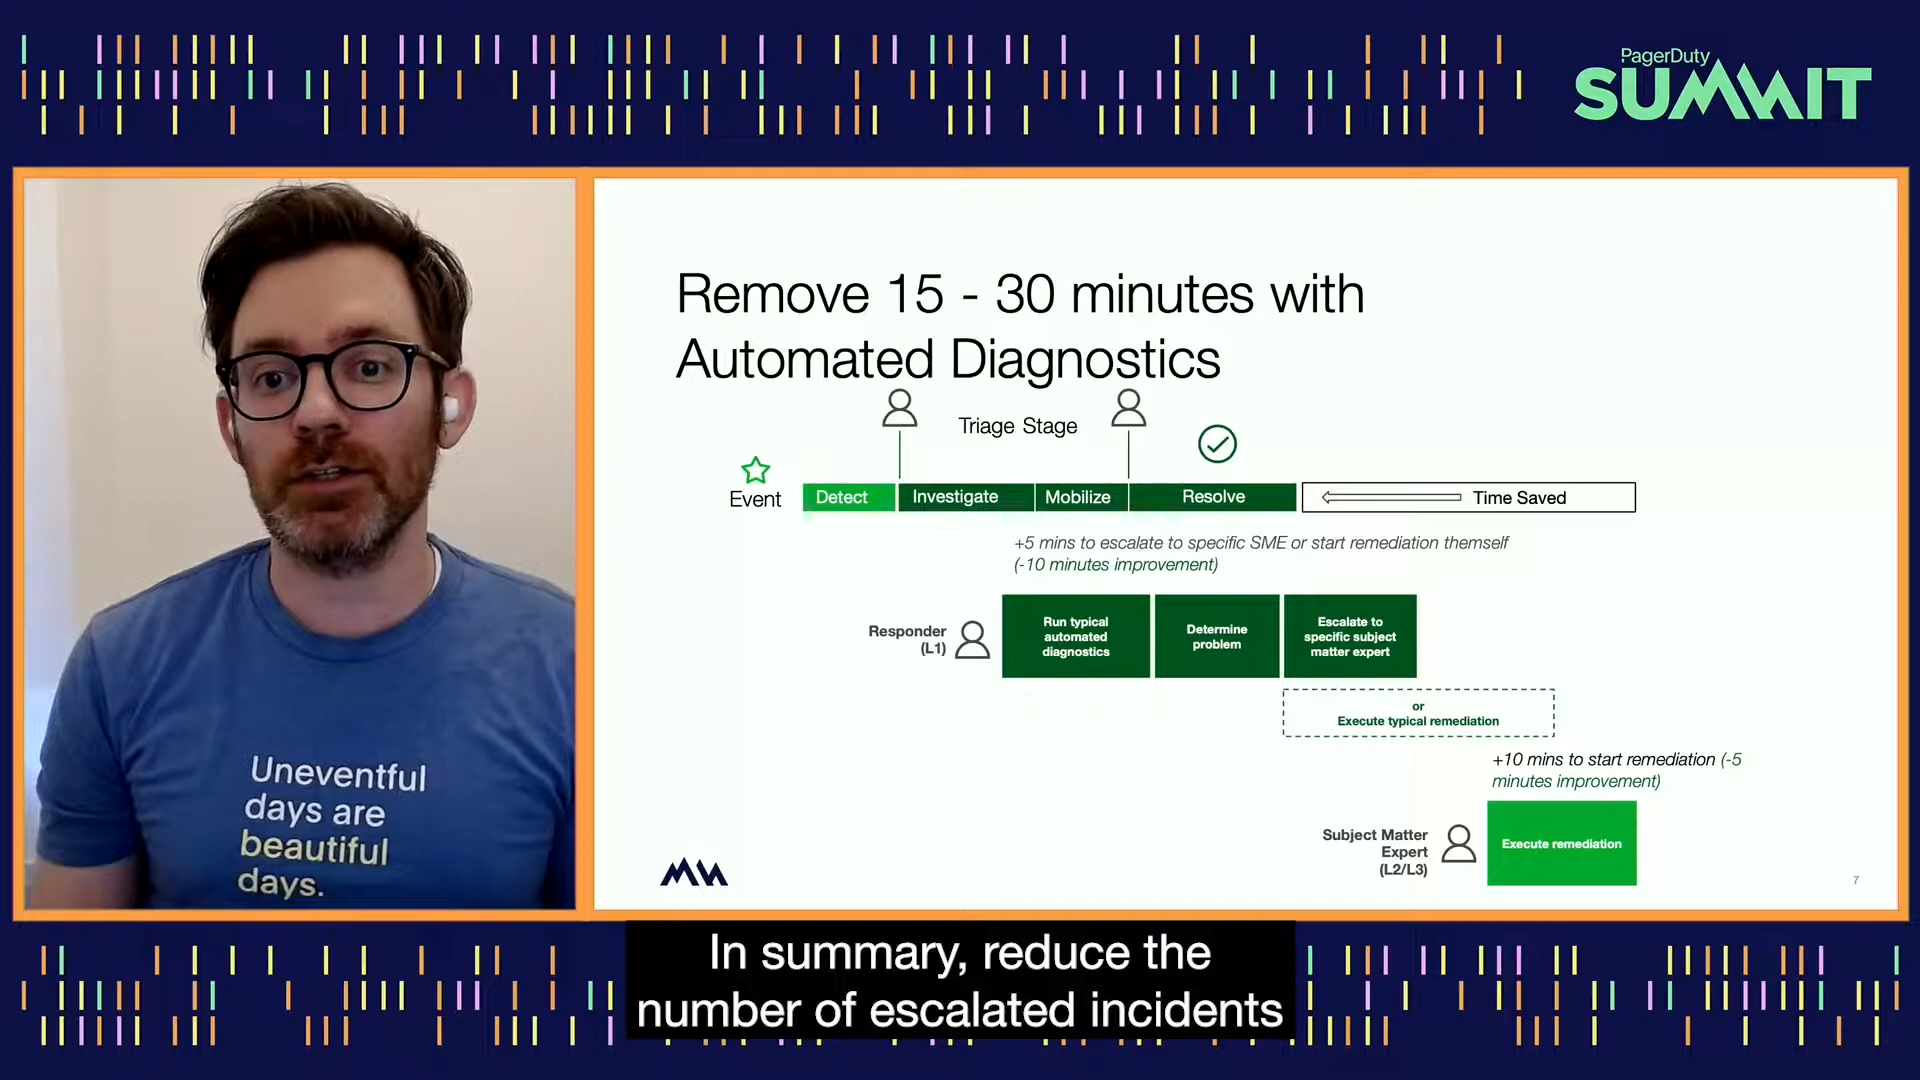 PagerDuty
SUMMIT
Remove 15 - 30 minutes with
Automated Diagnostics
Triage Stage
Event
Detect
Investigate
Mobilize
Resolve
Time Saved
+5 mins to escalate to specific SME or start remediation themself
(-10 minutes improvement)
Responder
(L1)
Run typical
automated
diagnostics
Determine
problem
Escalate to
specific subject
matter expert
or
Execute typical remediation
+10 mins to start remediation (-5
minutes improvement)
Subject Matter
Expert
(L2/L3)
Execute remediation
7
Uneventful
days are
beautiful
days.
In summary, reduce the
number of escalated incidents